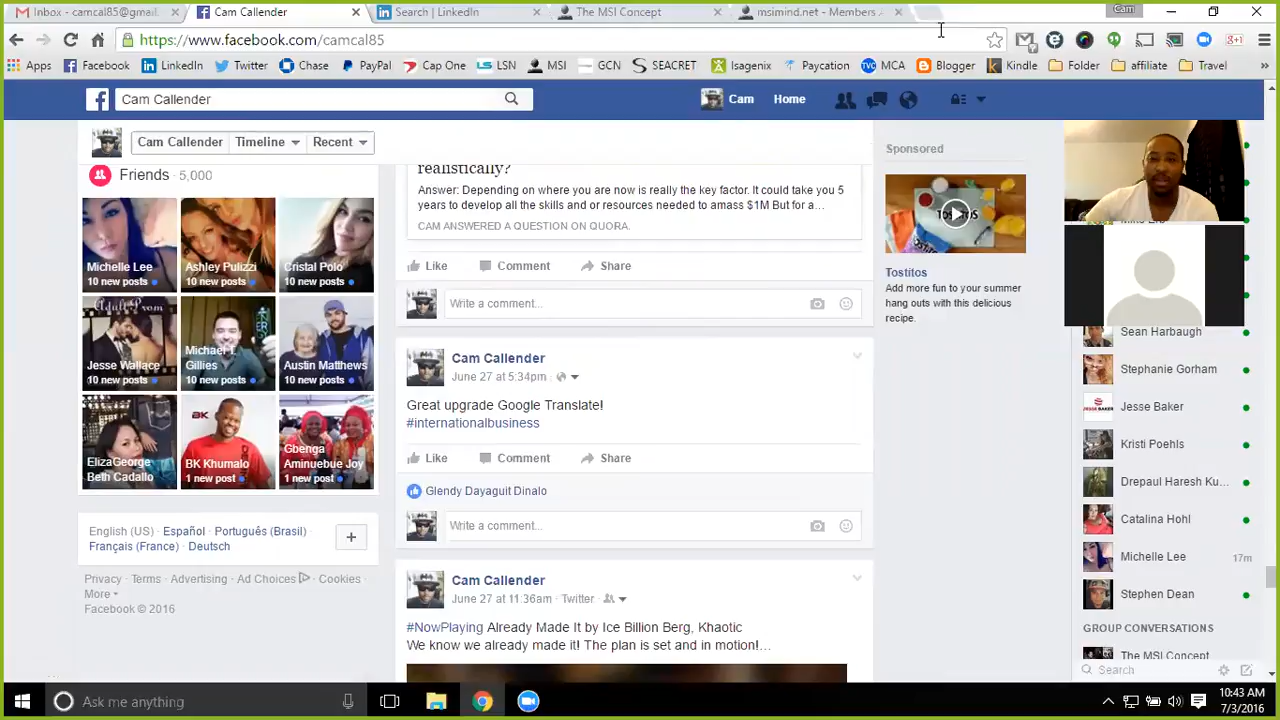 Inbox - camcal85@gmail.
Cam Callender
Search | LinkedIn
The MSI Concept
msimind.net - Members
Cam
https://www.facebook.com/camcal85
Apps
Facebook
LinkedIn
Twitter
Chase
PayPal
Cap One
LSN
MSI
GCN
SEACRET
Isagenix
Paycation
TVC MCA
Blogger
Kindle
Folder
affiliate
Travel
»
Cam Callender
Cam
Home
Cam Callender
Timeline
Recent
Friends · 5,000
Michelle Lee
10 new posts
Ashley Pulizzi
10 new posts
Cristal Polo
10 new posts
Jesse Wallace
10 new posts
Michael T
Gillies
10 new posts
Austin Matthews
10 new posts
ElizaGeorge
Beth Cadallo
BK Khumalo
1 new post
Gbenga
Aminuebue Joy
1 new post
English (US) · Español · Português (Brasil) ·
Français (France) · Deutsch
Privacy · Terms · Advertising · Ad Choices · Cookies ·
More
Facebook © 2016
realistically?
Answer: Depending on where you are now is really the key factor. It could take you 5
years to develop all the skills and or resources needed to amass $1M But for a...
CAM ANSWERED A QUESTION ON QUORA.
Like
Comment
Share
Write a comment...
Cam Callender
June 27 at 5:34pm ·
Great upgrade Google Translate!
#internationalbusiness
Like
Comment
Share
Glendy Dayaguit Dinalo
Write a comment...
Cam Callender
June 27 at 11:36am · Twitter ·
#NowPlaying Already Made It by Ice Billion Berg, Khaotic
We know we already made it! The plan is set and in motion!…
Sponsored
TOSTITOS
Tostitos
Add more fun to your summer
hang outs with this delicious
recipe.
Sean Harbaugh
Stephanie Gorham
Jesse Baker
Kristi Poehls
Drepaul Haresh Ku...
Catalina Hohl
Michelle Lee
17m
Stephen Dean
GROUP CONVERSATIONS
The MSI Concept
Search
Ask me anything
10:43 AM
7/3/2016